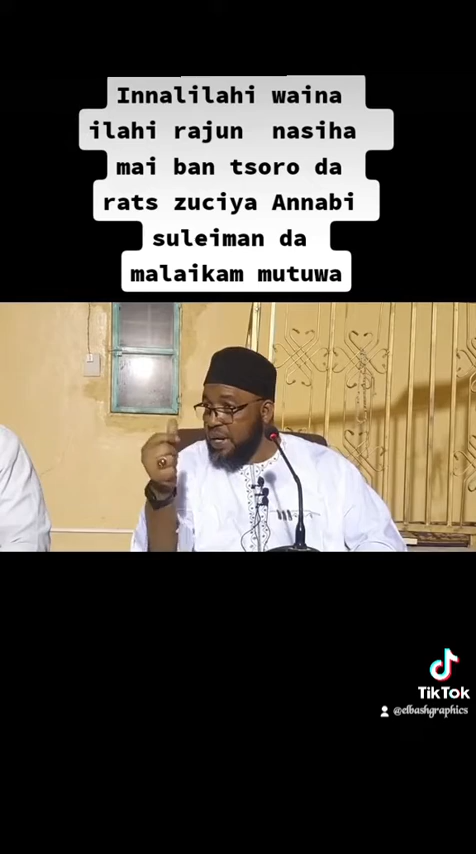 Innalilahi waina
ilahi rajun nasiha
mai ban tsoro da
rats zuciya Annabi
suleiman da
malaikam mutuwa
TikTok
@elbashgraphics